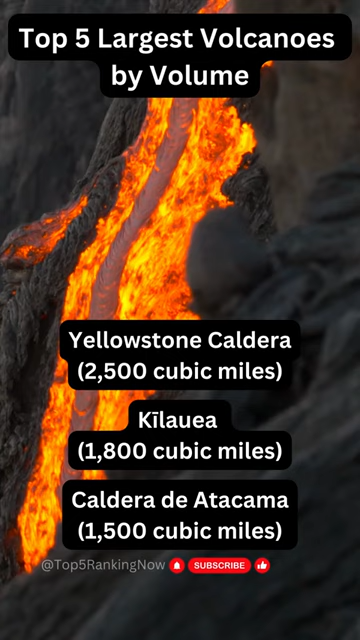 Top 5 Largest Volcanoes
by Volume
Yellowstone Caldera
(2,500 cubic miles)
Kīlauea
(1,800 cubic miles)
Caldera de Atacama
(1,500 cubic miles)
@Top5RankingNow SUBSCRIBE